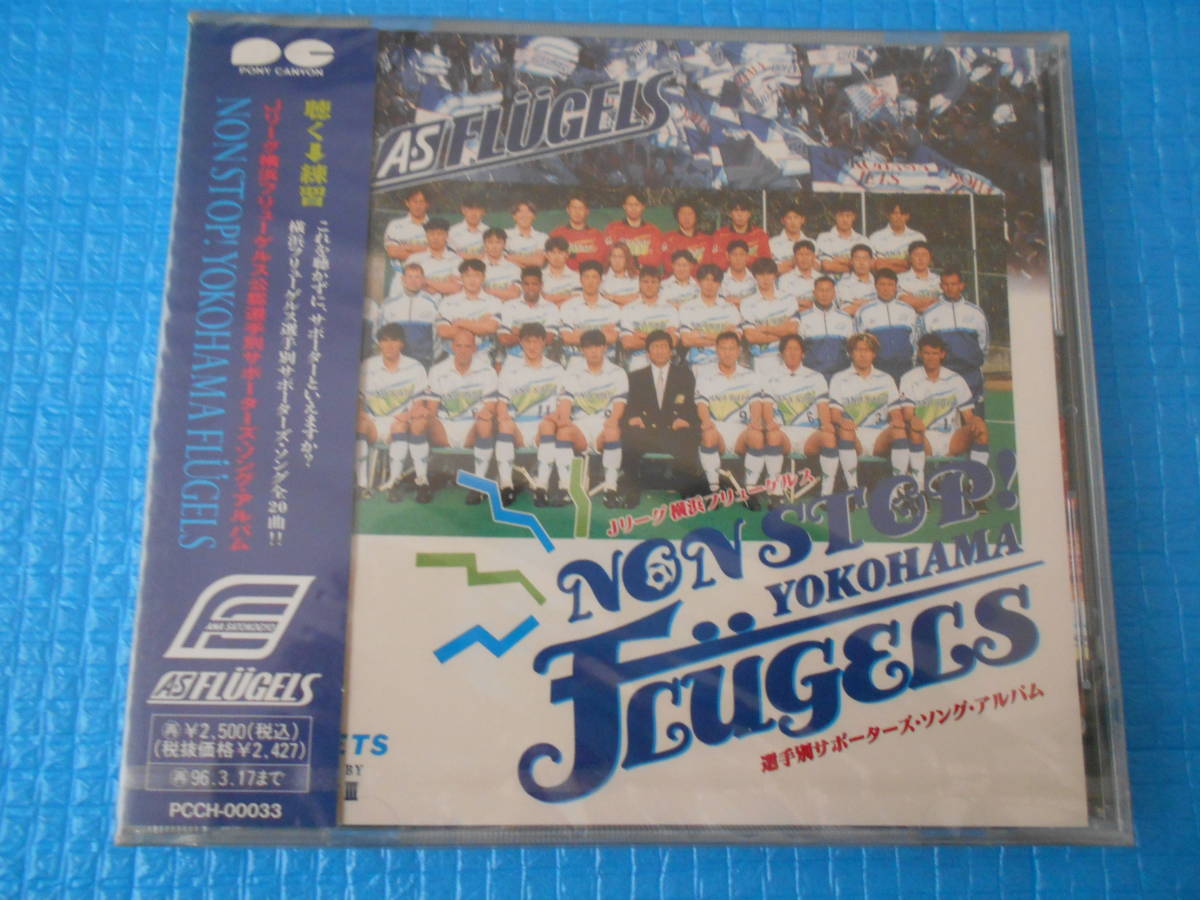 PONY CANYON
聴く➡練習
これを聴かずに、サポーターといえますか?
横浜フリューゲルス選手別サポーターズ・ソング全20曲!!
Jリーグ横浜フリューゲルス公認選手別サポーターズ・ソング・アルバム
NON STOP! YOKOHAMA FLÜGELS
ANA SATOKOGYO
AS FLÜGELS
㊢¥2,500(税込)
(税抜価格¥2,427)
㊢96.3.17まで
PCCH-00033
AS FLÜGELS
Jリーグ 横浜フリューゲルス
NON STOP!
YOKOHAMA
FLÜGELS
選手別サポーターズ・ソング・アルバム
ETS
BY
III